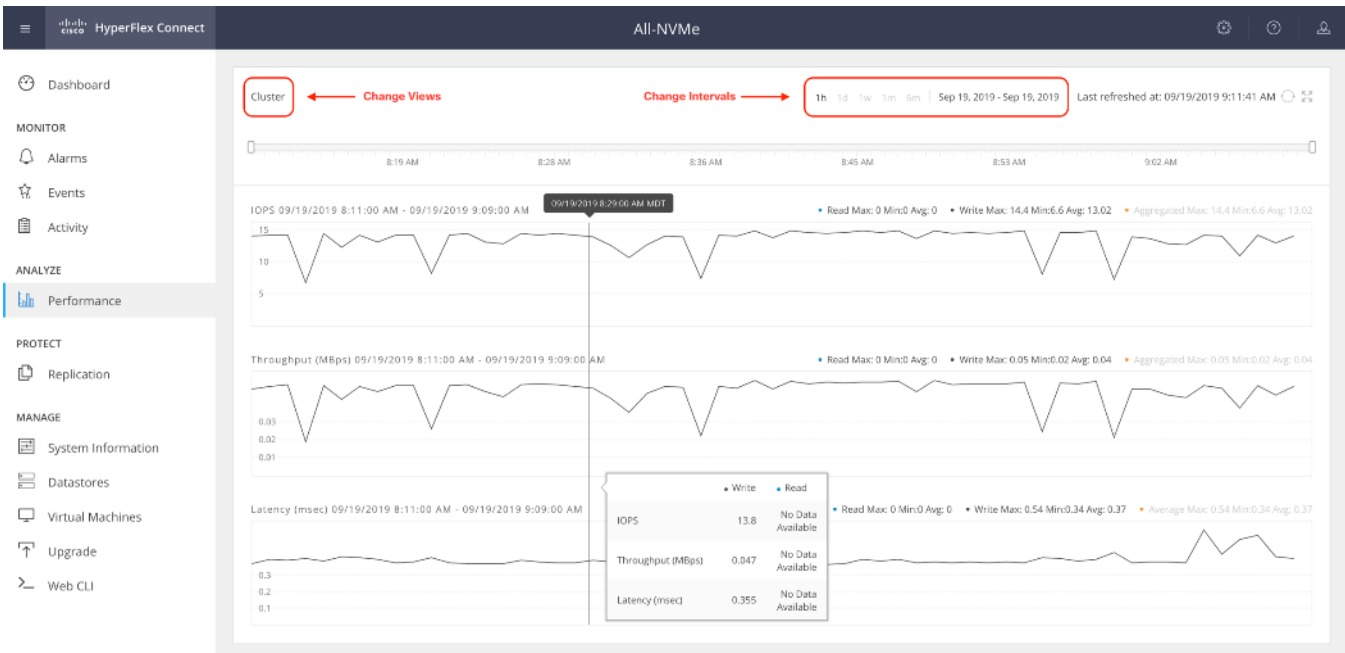 cisco HyperFlex Connect
All-NVMe
Dashboard
MONITOR
Alarms
Events
Activity
ANALYZE
Performance
PROTECT
Replication
MANAGE
System Information
Datastores
Virtual Machines
Upgrade
Web CLI
Cluster
Change Views
Change Intervals
1h 1d 1w 1m 6m Sep 19, 2019 - Sep 19, 2019 Last refreshed at: 09/19/2019 9:11:41 AM
8:19 AM 8:28 AM 8:36 AM 8:45 AM 8:53 AM 9:02 AM
09/19/2019 8:29:00 AM MDT
IOPS 09/19/2019 8:11:00 AM - 09/19/2019 9:09:00 AM
Read Max: 0 Min:0 Avg: 0 Write Max: 14.4 Min:6.6 Avg: 13.02 Aggregated Max: 14.4 Min:6.6 Avg: 13.02
15
10
5
Throughput (MBps) 09/19/2019 8:11:00 AM - 09/19/2019 9:09:00 AM
Read Max: 0 Min:0 Avg: 0 Write Max: 0.05 Min:0.02 Avg: 0.04 Aggregated Max: 0.05 Min:0.02 Avg: 0.04
0.03
0.02
0.01
Latency (msec) 09/19/2019 8:11:00 AM - 09/19/2019 9:09:00 AM
Read Max: 0 Min:0 Avg: 0 Write Max: 0.54 Min:0.34 Avg: 0.37 Average Max: 0.54 Min:0.34 Avg: 0.37
0.3
0.2
0.1
Write Read
IOPS 13.8 No Data Available
Throughput (MBps) 0.047 No Data Available
Latency (msec) 0.355 No Data Available